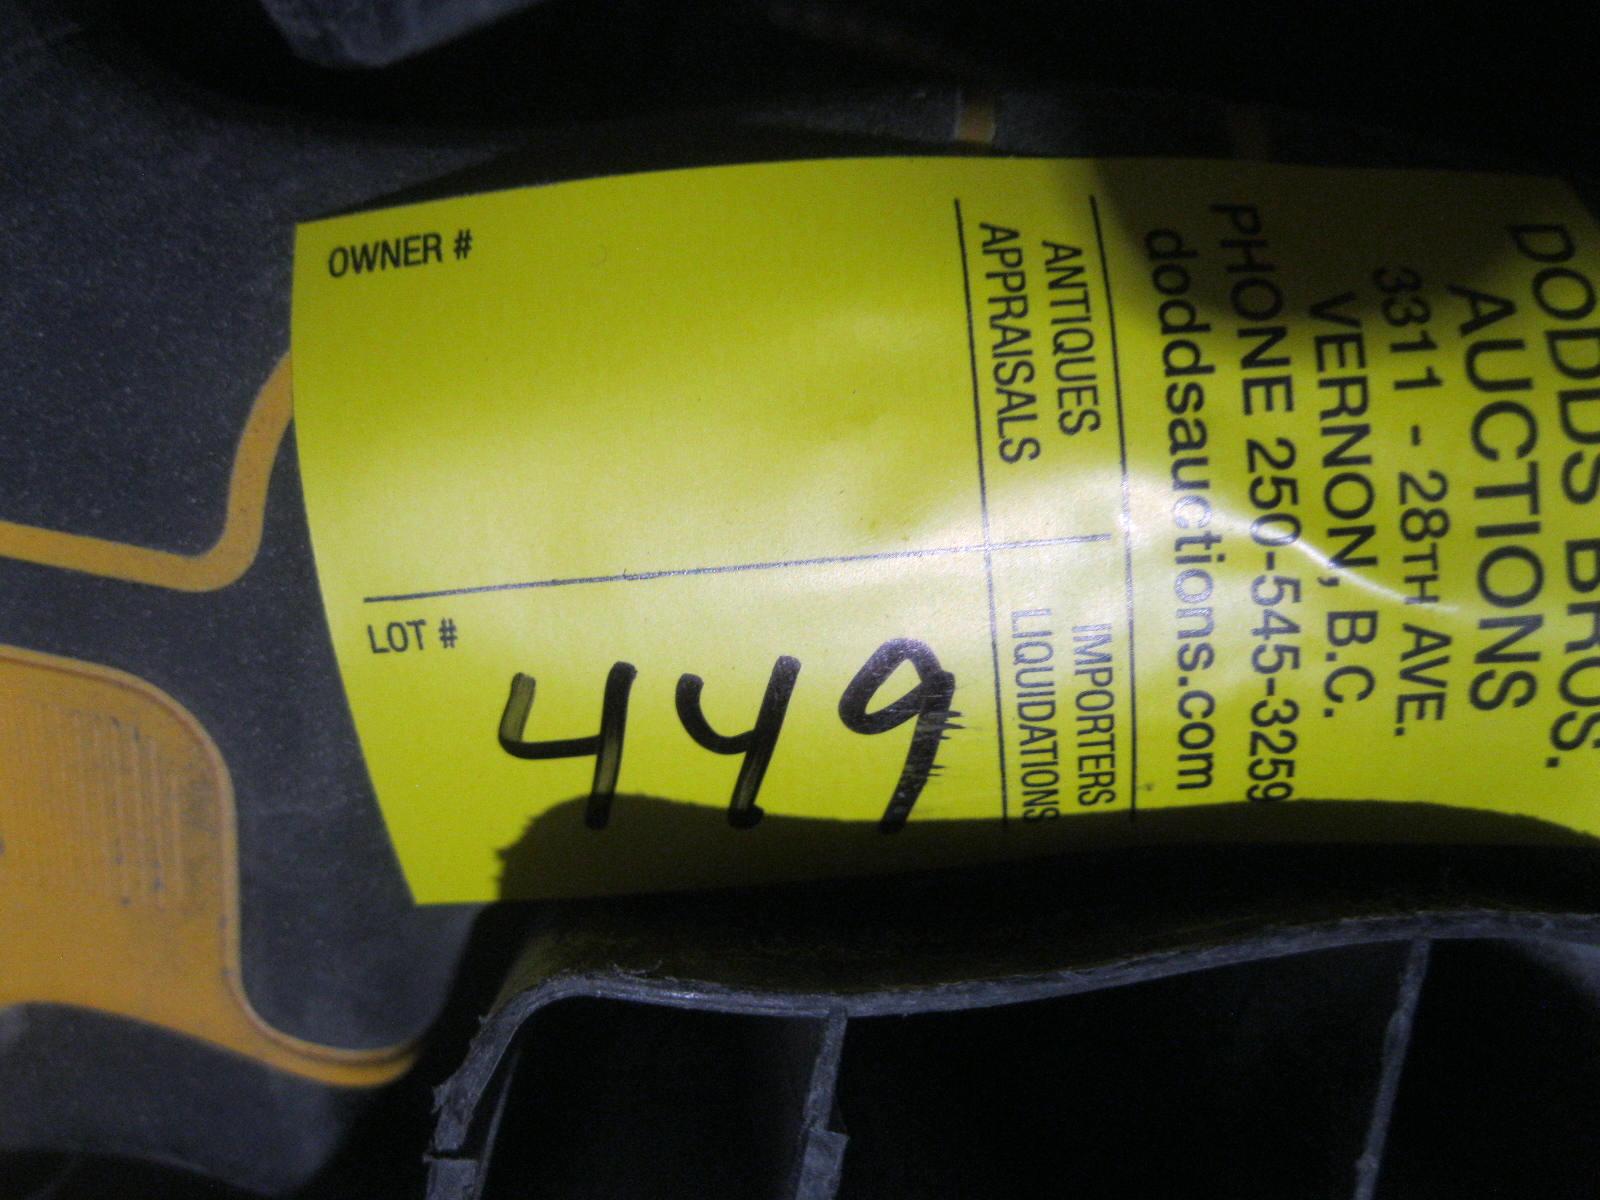 DODDS BROS.
AUCTIONS
3311 - 28TH AVE.
VERNON, B.C.
PHONE 250-545-3259
doddsauctions.com
ANTIQUES IMPORTERS
APPRAISALS LIQUIDATIONS
OWNER #
LOT #
449